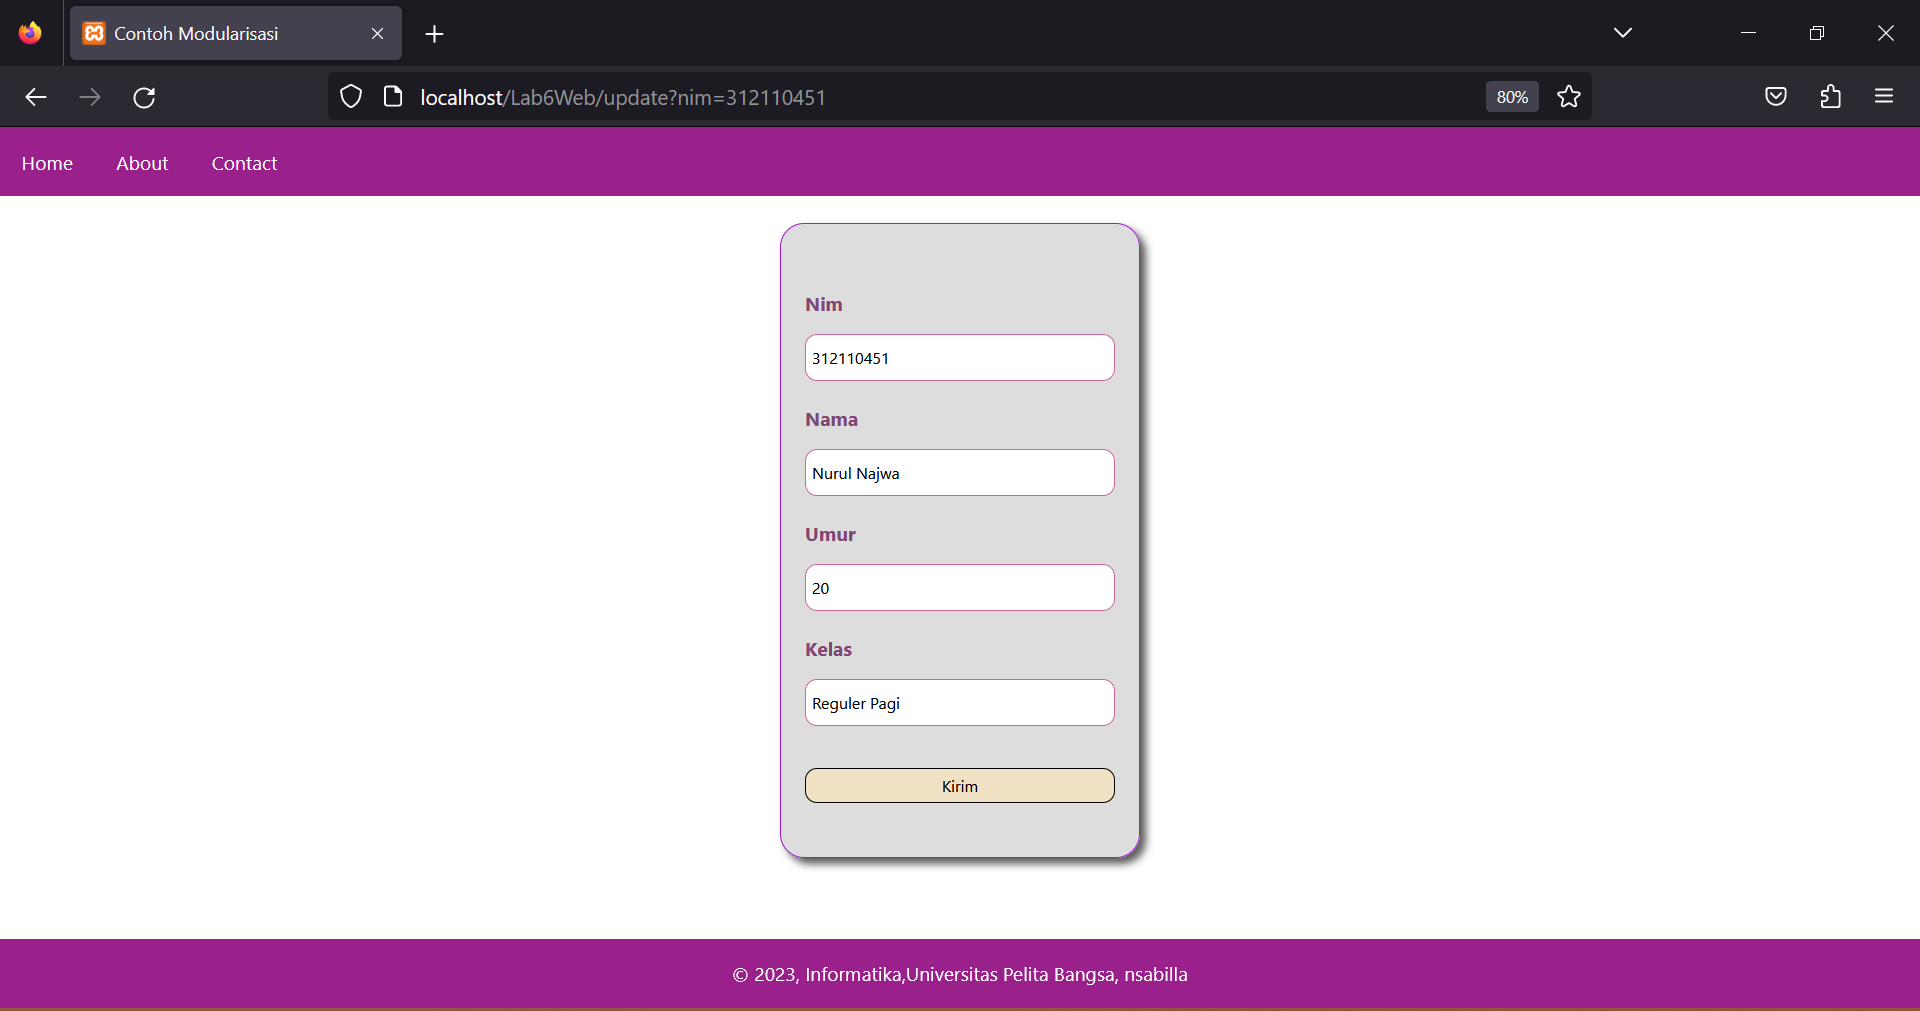 Contoh Modularisasi
localhost/Lab6Web/update?nim=312110451
80%
Home About Contact
Nim
312110451
Nama
Nurul Najwa
Umur
20
Kelas
Reguler Pagi
Kirim
© 2023, Informatika,Universitas Pelita Bangsa, nsabilla